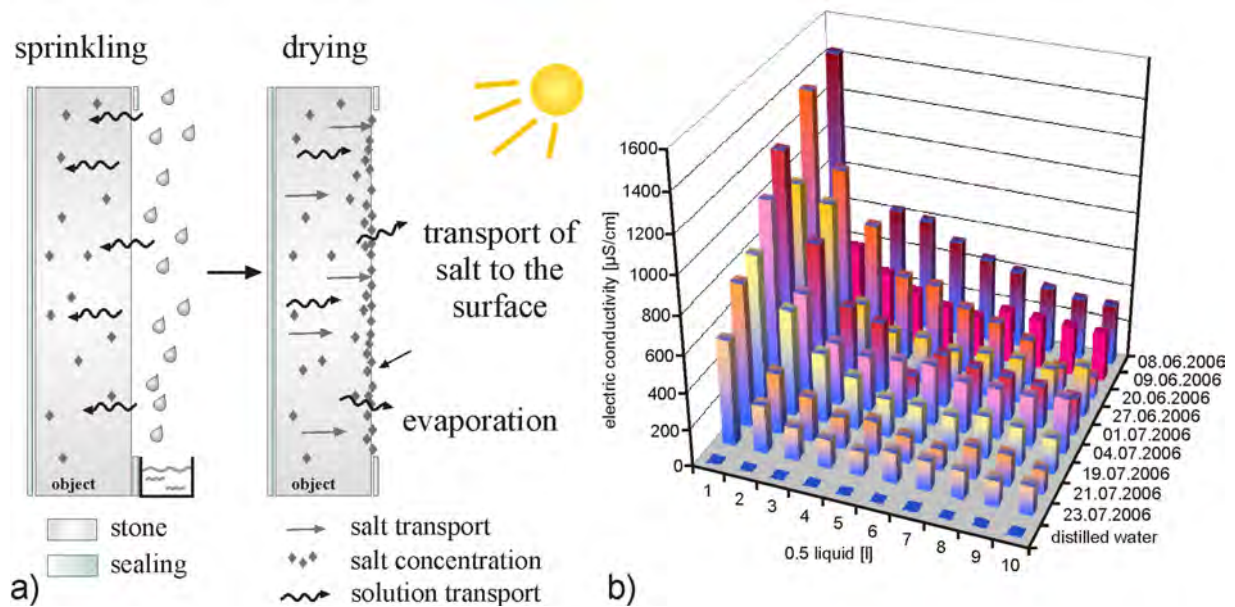 sprinkling
drying
transport of
salt to the
surface
evaporation
object
object
stone
sealing
salt transport
salt concentration
solution transport
a)
electric conductivity [µS/cm]
1600
1400
1200
1000
800
600
400
200
0
1
2
3
4
5
6
7
8
9
10
0.5 liquid [l]
08.06.2006
09.06.2006
20.06.2006
27.06.2006
01.07.2006
04.07.2006
19.07.2006
21.07.2006
23.07.2006
distilled water
b)